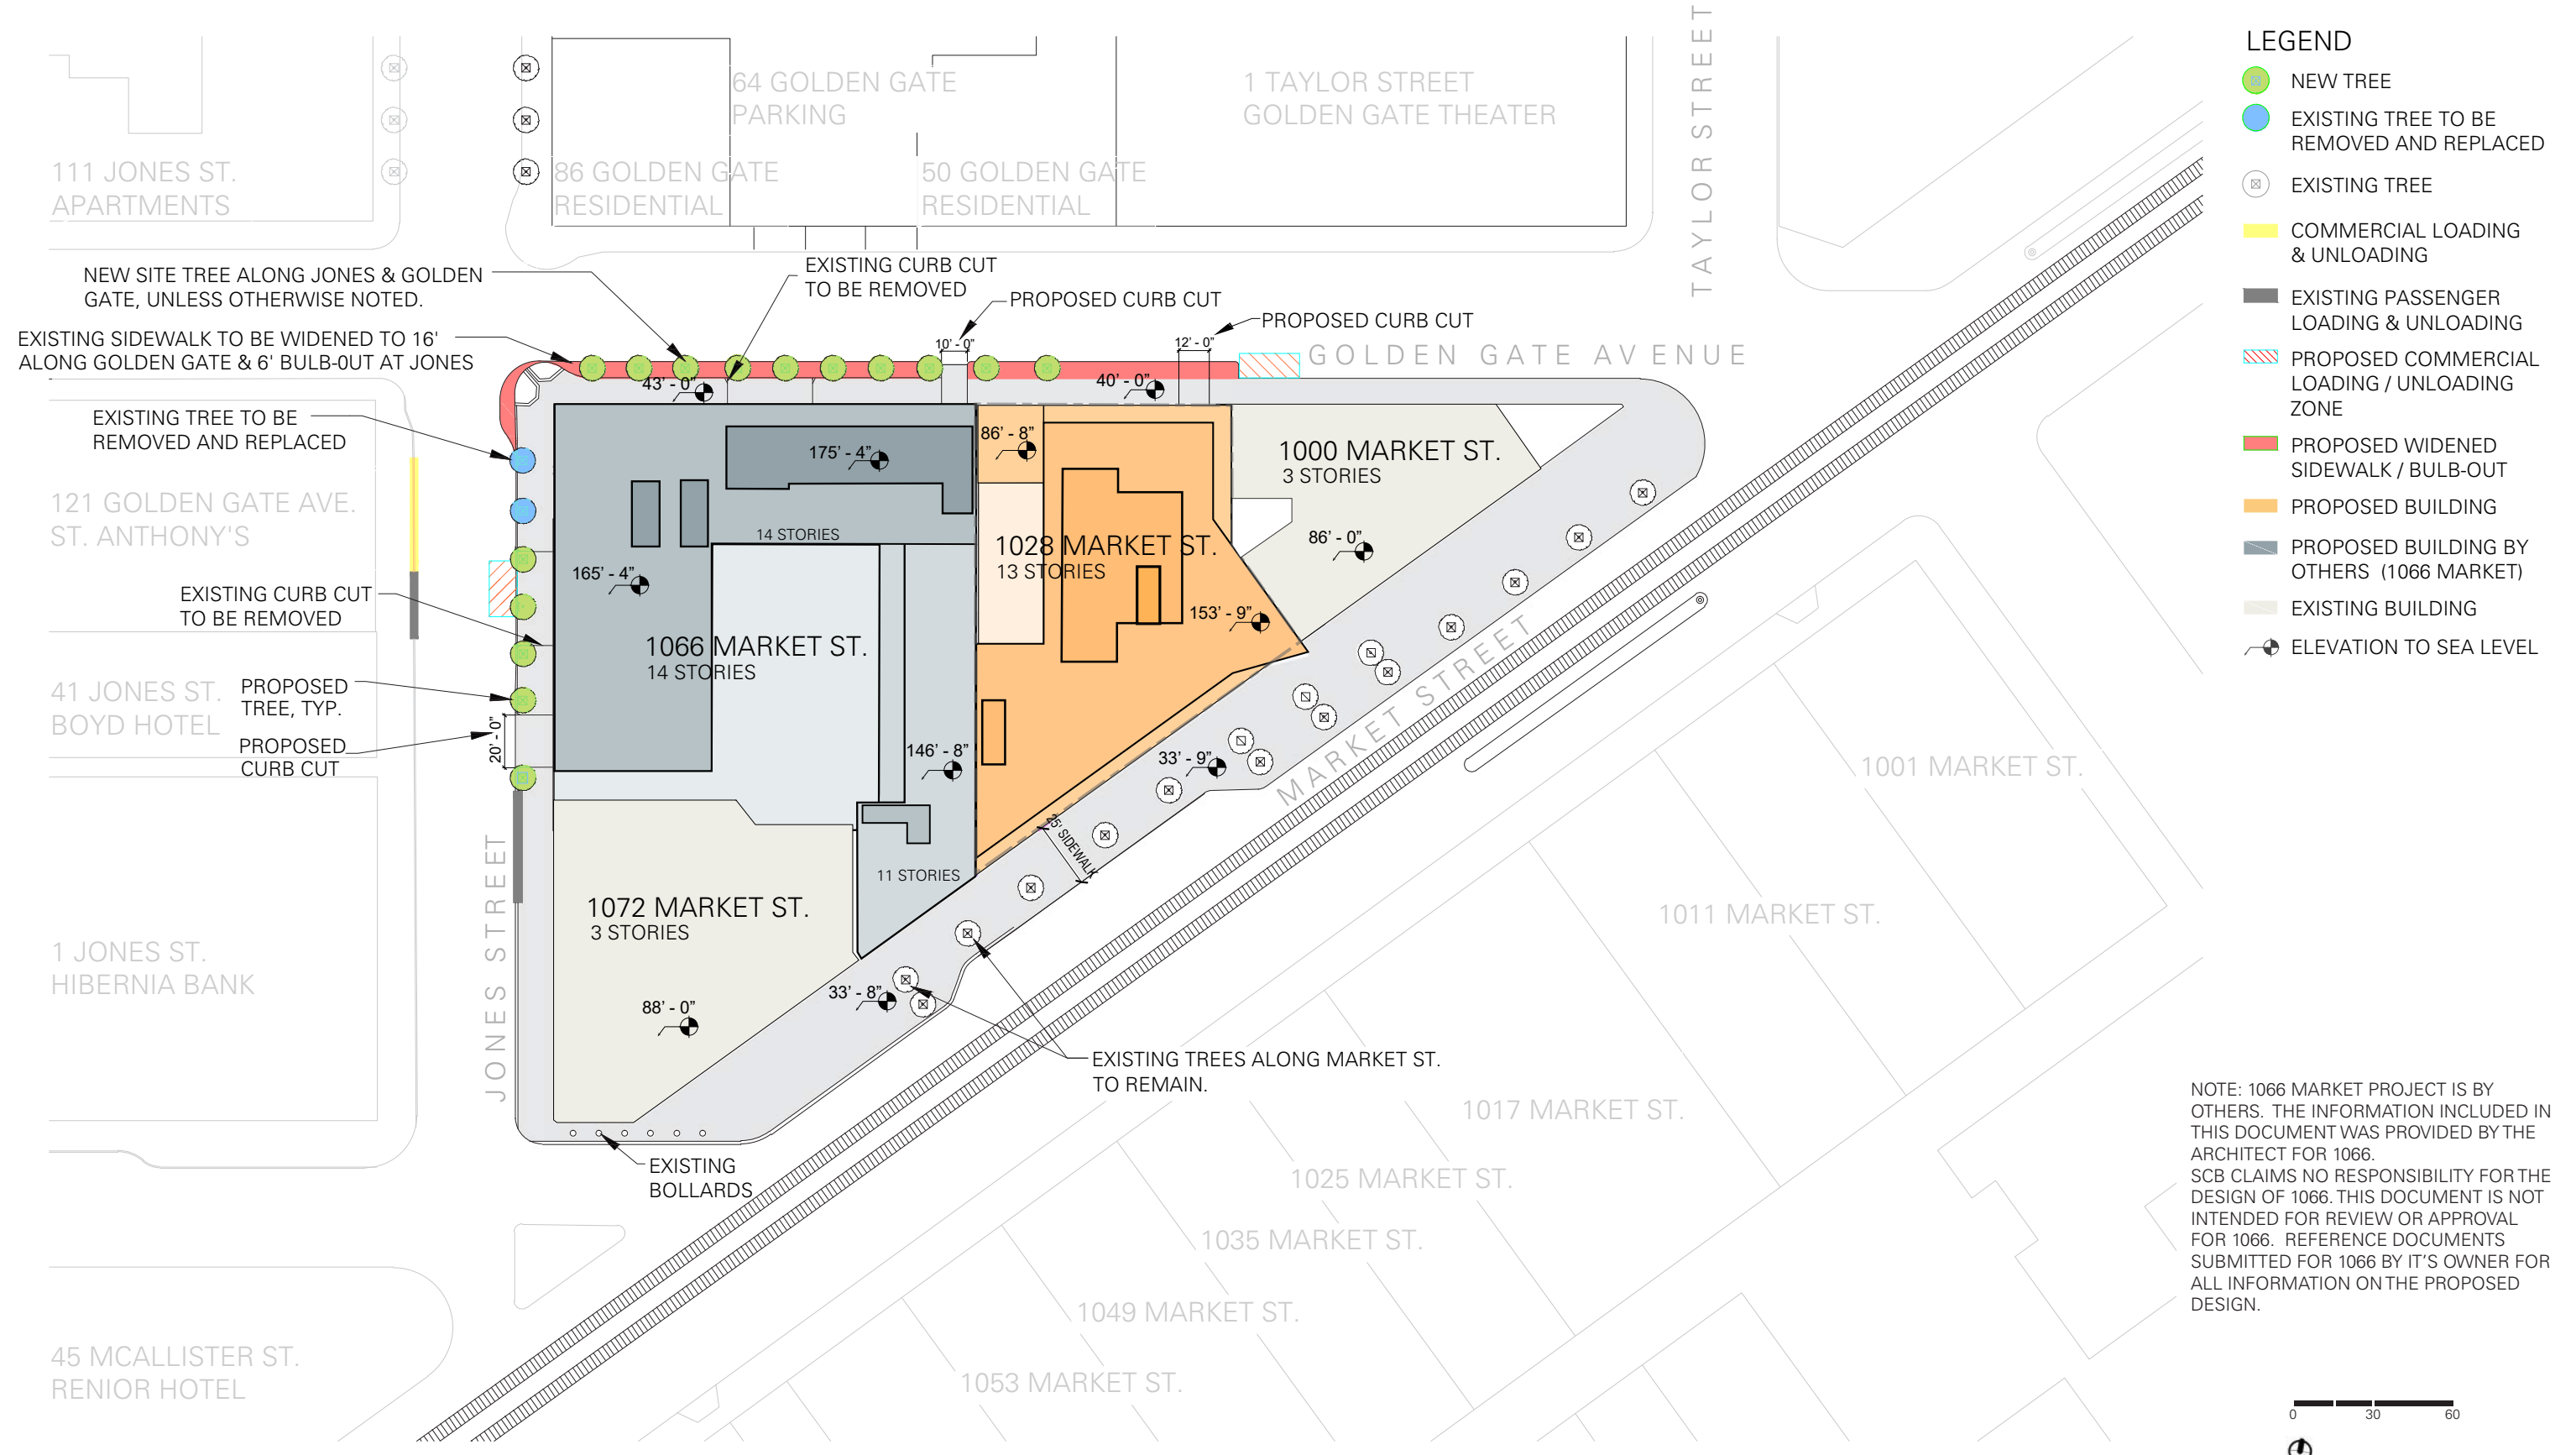 TAYLOR STREET
LEGEND
NEW TREE
EXISTING TREE TO BE
REMOVED AND REPLACED
EXISTING TREE
COMMERCIAL LOADING
& UNLOADING
EXISTING PASSENGER
LOADING & UNLOADING
PROPOSED COMMERCIAL
LOADING / UNLOADING
ZONE
PROPOSED WIDENED
SIDEWALK / BULB-OUT
PROPOSED BUILDING
PROPOSED BUILDING BY
OTHERS (1066 MARKET)
EXISTING BUILDING
ELEVATION TO SEA LEVEL
64 GOLDEN GATE
PARKING
1 TAYLOR STREET
GOLDEN GATE THEATER
111 JONES ST.
APARTMENTS
86 GOLDEN GATE
RESIDENTIAL
50 GOLDEN GATE
RESIDENTIAL
NEW SITE TREE ALONG JONES & GOLDEN
GATE, UNLESS OTHERWISE NOTED.
EXISTING CURB CUT
TO BE REMOVED
PROPOSED CURB CUT
PROPOSED CURB CUT
EXISTING SIDEWALK TO BE WIDENED TO 16'
ALONG GOLDEN GATE & 6' BULB-0UT AT JONES
10' - 0"
12' - 0"
GOLDEN GATE AVENUE
43' - 0"
40' - 0"
EXISTING TREE TO BE
REMOVED AND REPLACED
175' - 4"
86' - 8"
1000 MARKET ST.
3 STORIES
121 GOLDEN GATE AVE.
ST. ANTHONY'S
14 STORIES
1028 MARKET ST.
13 STORIES
86' - 0"
165' - 4"
EXISTING CURB CUT
TO BE REMOVED
153' - 9"
1066 MARKET ST.
14 STORIES
MARKET STREET
41 JONES ST.
BOYD HOTEL
PROPOSED
TREE, TYP.
PROPOSED
CURB CUT
20' - 0"
146' - 8"
33' - 9"
1001 MARKET ST.
25' SIDEWALK
JONES STREET
11 STORIES
1072 MARKET ST.
3 STORIES
1011 MARKET ST.
1 JONES ST.
HIBERNIA BANK
88' - 0"
33' - 8"
EXISTING TREES ALONG MARKET ST.
TO REMAIN.
1017 MARKET ST.
EXISTING
BOLLARDS
1025 MARKET ST.
1035 MARKET ST.
1049 MARKET ST.
1053 MARKET ST.
45 MCALLISTER ST.
RENIOR HOTEL
NOTE: 1066 MARKET PROJECT IS BY
OTHERS. THE INFORMATION INCLUDED IN
THIS DOCUMENT WAS PROVIDED BY THE
ARCHITECT FOR 1066.
SCB CLAIMS NO RESPONSIBILITY FOR THE
DESIGN OF 1066. THIS DOCUMENT IS NOT
INTENDED FOR REVIEW OR APPROVAL
FOR 1066. REFERENCE DOCUMENTS
SUBMITTED FOR 1066 BY IT'S OWNER FOR
ALL INFORMATION ON THE PROPOSED
DESIGN.
0 30 60